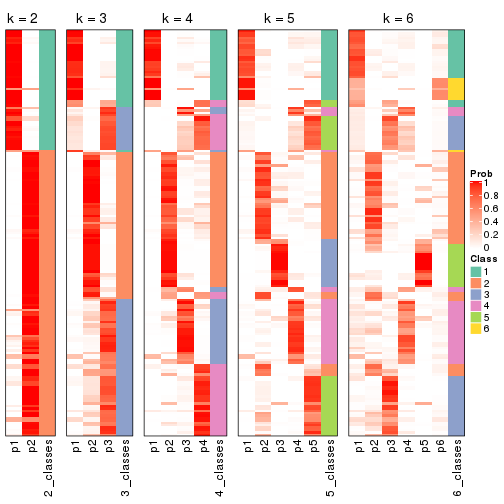 k = 2
k = 3
k = 4
k = 5
k = 6
Prob
1
0.8
0.6
0.4
0.2
0
Class
1
2
3
4
5
6
p1
p2
2_classes
p1
p2
p3
3_classes
p1
p2
p3
p4
4_classes
p1
p2
p3
p4
p5
5_classes
p1
p2
p3
p4
p5
p6
6_classes